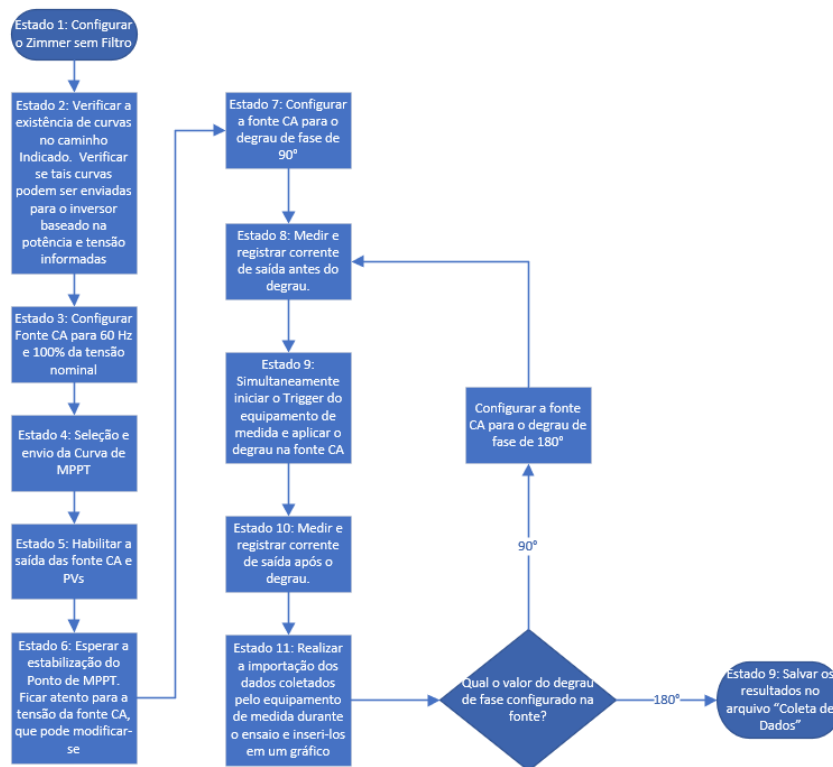 Estado 1: Configurar
o Zimmer sem Filtro
Estado 2: Verificar a
existência de curvas
no caminho
Indicado.  Verificar
se tais curvas
podem ser enviadas
para o inversor
baseado na
potência e tensão
informadas
Estado 3: Configurar
Fonte CA para 60 Hz
e 100% da tensão
nominal
Estado 4: Seleção e
envio da Curva de
MPPT
Estado 5: Habilitar a
saída das fonte CA e
PVs
Estado 6: Esperar a
estabilização do
Ponto de MPPT.
Ficar atento para a
tensão da fonte CA,
que pode modificar-
se
Estado 7: Configurar
a fonte CA para o
degrau de fase de
90°
Estado 8: Medir e
registrar corrente
de saída antes do
degrau.
Estado 9:
Simultaneamente
iniciar o Trigger do
equipamento de
medida e aplicar o
degrau na fonte CA
Estado 10: Medir e
registrar corrente
de saída após o
degrau.
Estado 11: Realizar
a importação dos
dados coletados
pelo equipamento
de medida durante
o ensaio e inseri-los
em um gráfico
Configurar a fonte
CA para o degrau de
fase de 180°
90°
Qual o valor do degrau
de fase configurado na
fonte?
180°
Estado 9: Salvar os
resultados no
arquivo “Coleta de
Dados”